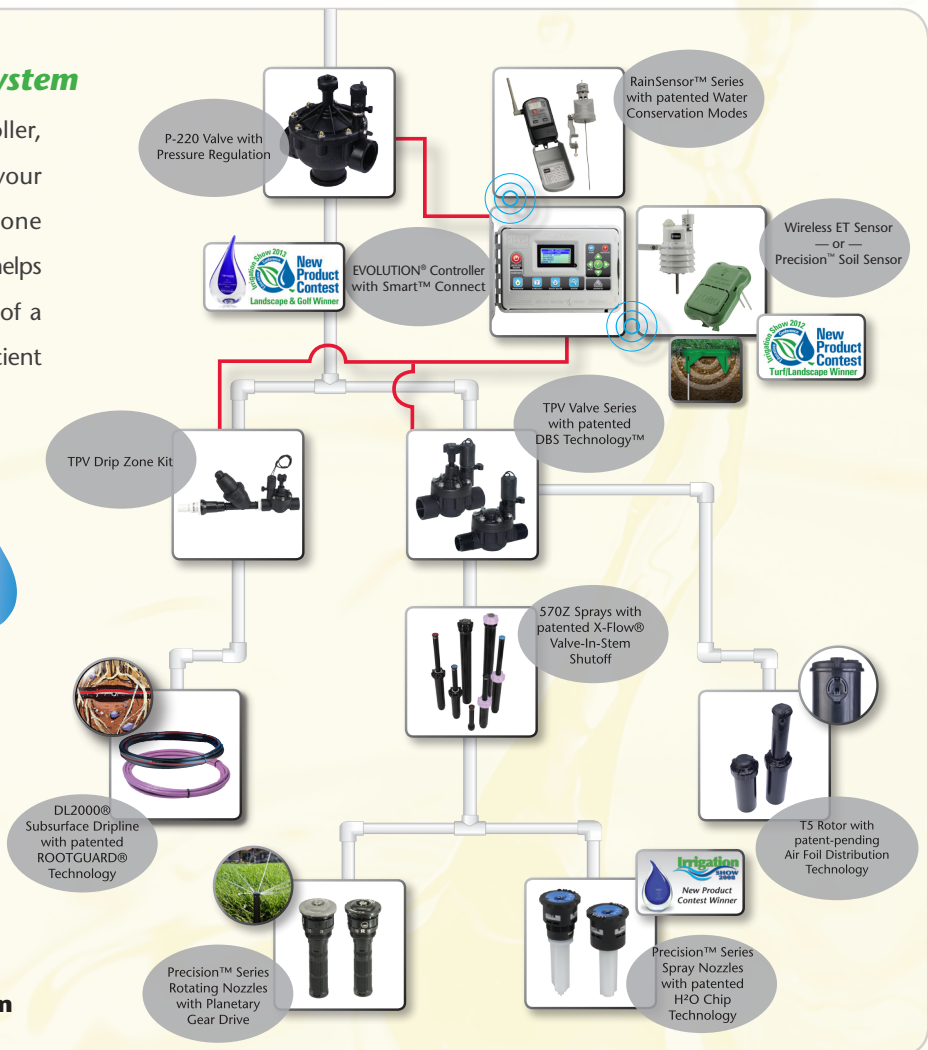 ystem
oller,
your
one
helps
of a
cient
P-220 Valve with
Pressure Regulation
RainSensor™ Series
with patented Water
Conservation Modes
Irrigation Show 2013
New
Product
Contest
Landscape & Golf Winner
EVOLUTION® Controller
with Smart™ Connect
Wireless ET Sensor
— or —
Precision™ Soil Sensor
Irrigation Show 2012
New
Product
Contest
Turf/Landscape Winner
TPV Drip Zone Kit
TPV Valve Series
with patented
DBS Technology™
570Z Sprays with
patented X-Flow®
Valve-In-Stem
Shutoff
DL2000®
Subsurface Dripline
with patented
ROOTGUARD®
Technology
T5 Rotor with
patent-pending
Air Foil Distribution
Technology
Irrigation
SHOW
2008
New Product
Contest Winner
Precision™ Series
Rotating Nozzles
with Planetary
Gear Drive
Precision™ Series
Spray Nozzles
with patented
H²O Chip
Technology
m